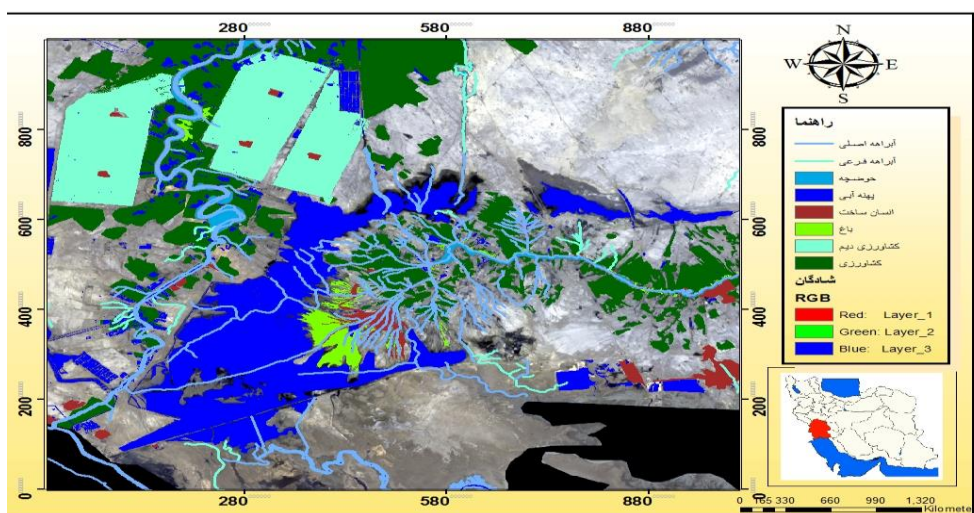 280 580 880
N
W E
S
راهنما
آبراهه اصلی
آبراهه فرعی
حوضچه
پهنه آبی
انسان ساخت
باغ
کشاورزی دیم
کشاورزی
شادگان
RGB
Red: Layer_1
Green: Layer_2
Blue: Layer_3
800 800
600 600
400 400
200 200
0 0
280 580 880
0 165 330 660 990 1,320
Kilome